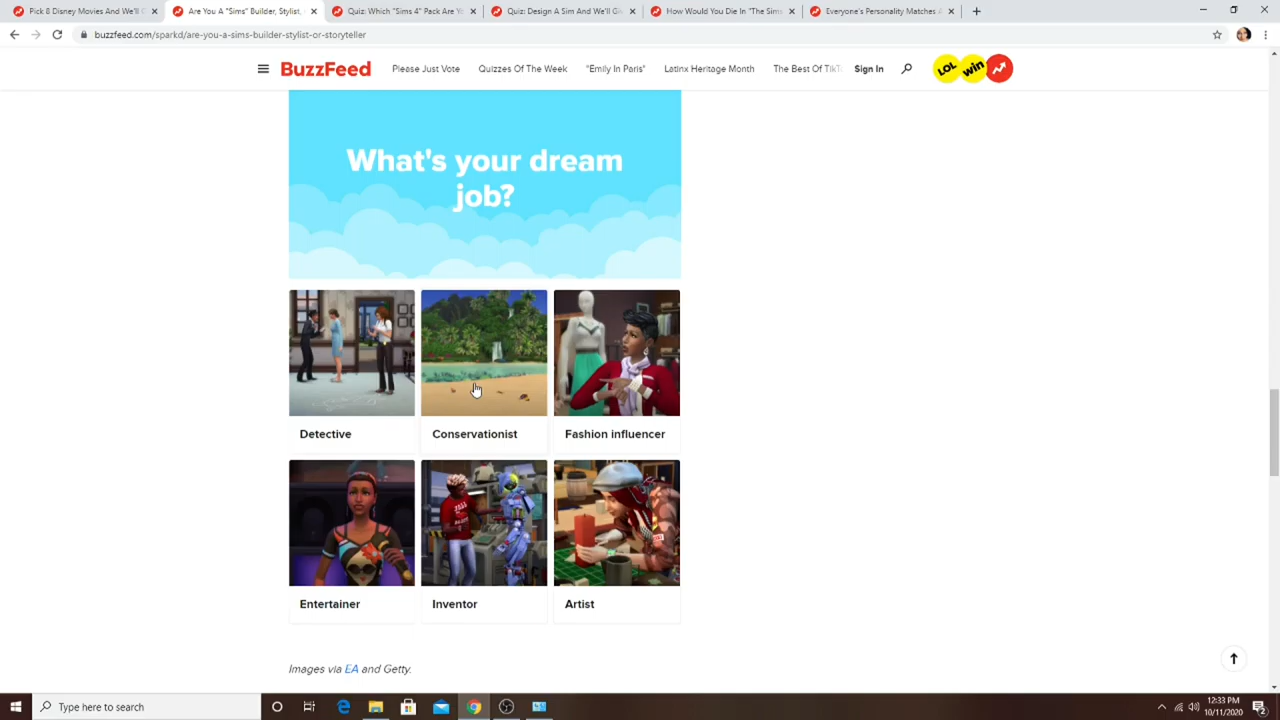 Pick 8 Disney Movies And We'll G
Are You A "Sims" Builder, Stylist,
Quiz: Which "Sims 4" Pack Are Yo
Quiz: Design A Sim And We'll Giv
How Would You Die In "The Sims
Everyone's Personality Matches A
buzzfeed.com/sparkd/are-you-a-sims-builder-stylist-or-storyteller
BuzzFeed
Please Just Vote
Quizzes Of The Week
"Emily In Paris"
Latinx Heritage Month
The Best Of TikT
Sign In
LOL
win
What's your dream
job?
Detective
Conservationist
Fashion influencer
Entertainer
Inventor
Artist
Images via EA and Getty.
Type here to search
12:33 PM
10/11/2020
2